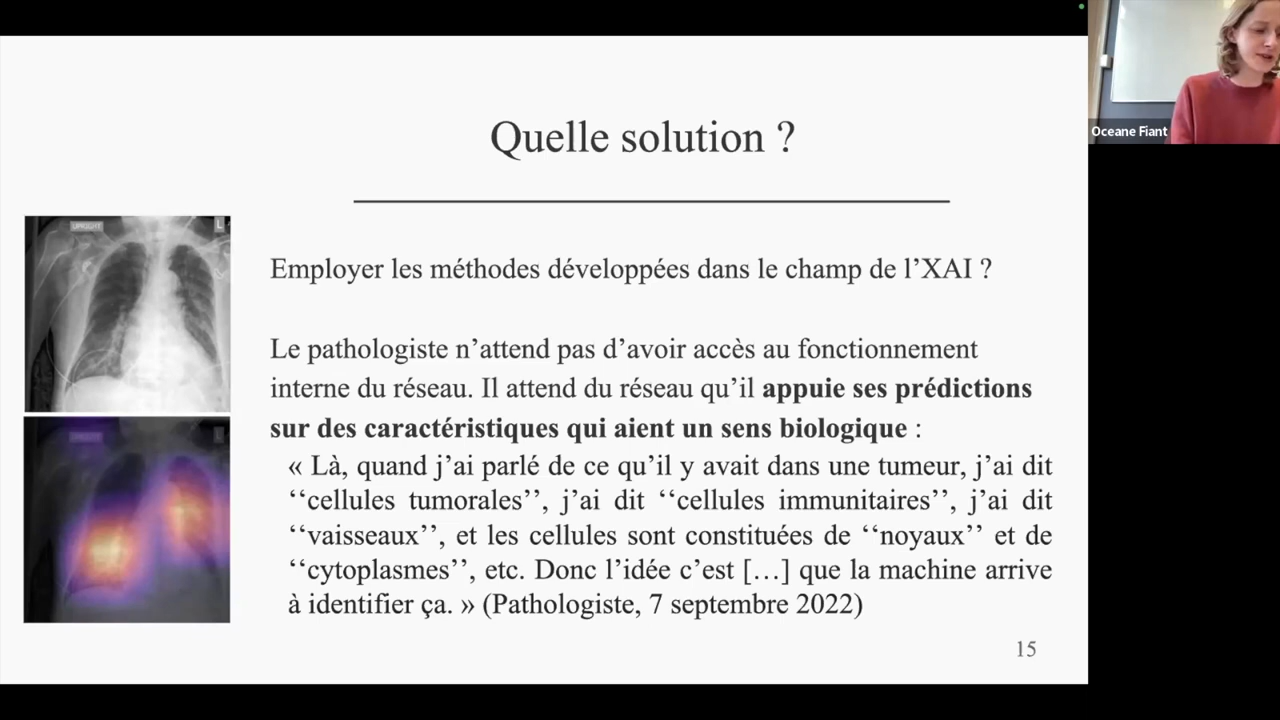 Oceane Fiant
Quelle solution ?
UPRIGHT
L
Employer les méthodes développées dans le champ de l’XAI ?
Le pathologiste n’attend pas d’avoir accès au fonctionnement
interne du réseau. Il attend du réseau qu’il appuie ses prédictions
sur des caractéristiques qui aient un sens biologique :
« Là, quand j’ai parlé de ce qu’il y avait dans une tumeur, j’ai dit
‘‘cellules tumorales’’, j’ai dit ‘‘cellules immunitaires’’, j’ai dit
‘‘vaisseaux’’, et les cellules sont constituées de ‘‘noyaux’’ et de
‘‘cytoplasmes’’, etc. Donc l’idée c’est […] que la machine arrive
à identifier ça. » (Pathologiste, 7 septembre 2022)
15